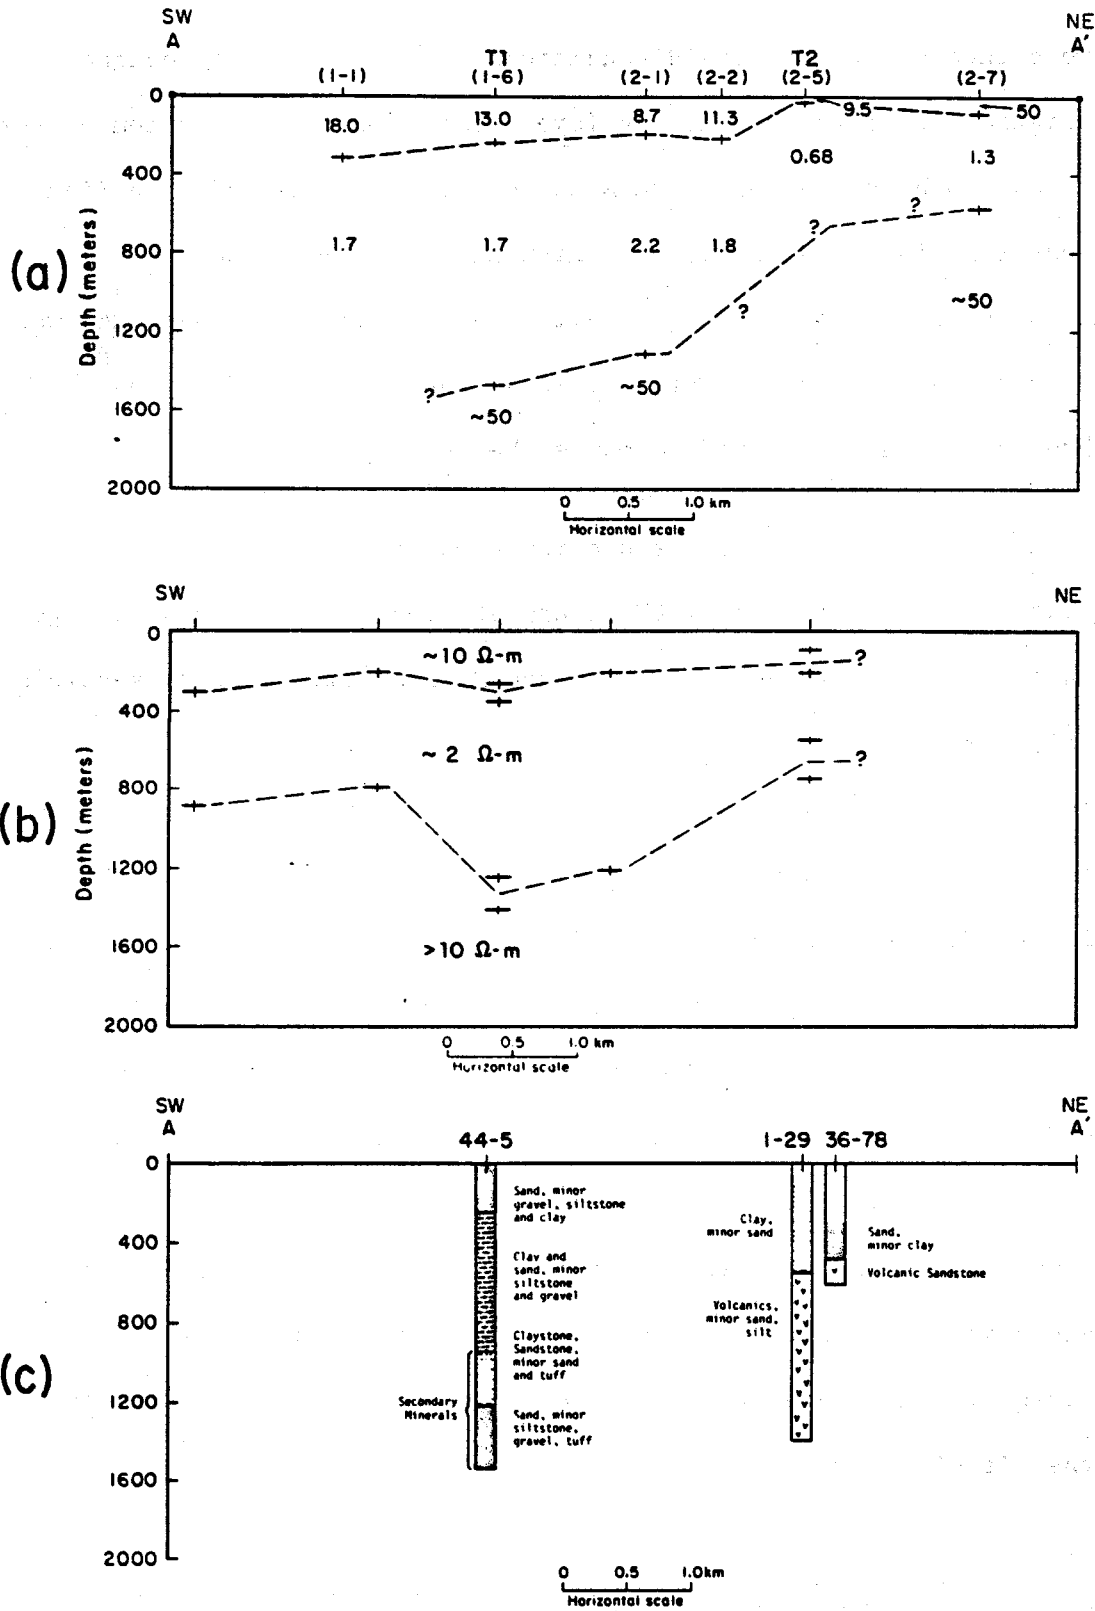 SW
A
NE
A'
T1
T2
(1-1)
(1-6)
(2-1)
(2-2)
(2-5)
(2-7)
0
400
800
1200
1600
2000
Depth (meters)
(a)
18.0
13.0
8.7
11.3
9.5
50
0.68
1.3
1.7
1.7
2.2
1.8
?
?
?
?
~50
~50
~50
0 0.5 1.0 km
Horizontal scale
SW
NE
0
400
800
1200
1600
2000
Depth (meters)
(b)
~10 Ω-m
?
~ 2 Ω-m
?
>10 Ω-m
0 0.5 1.0 km
Horizontal scale
SW
A
NE
A'
44-5
1-29
36-78
0
400
800
1200
1600
2000
(c)
Sand, minor
gravel, siltstone
and clay
Clay and
sand, minor
siltstone
and gravel
Claystone,
Sandstone,
minor sand
and tuff
Secondary
Minerals
Sand, minor
siltstone,
gravel, tuff
Clay,
minor sand
Volcanics,
minor sand,
silt
Sand,
minor clay
Volcanic Sandstone
0 0.5 1.0km
Horizontal scale